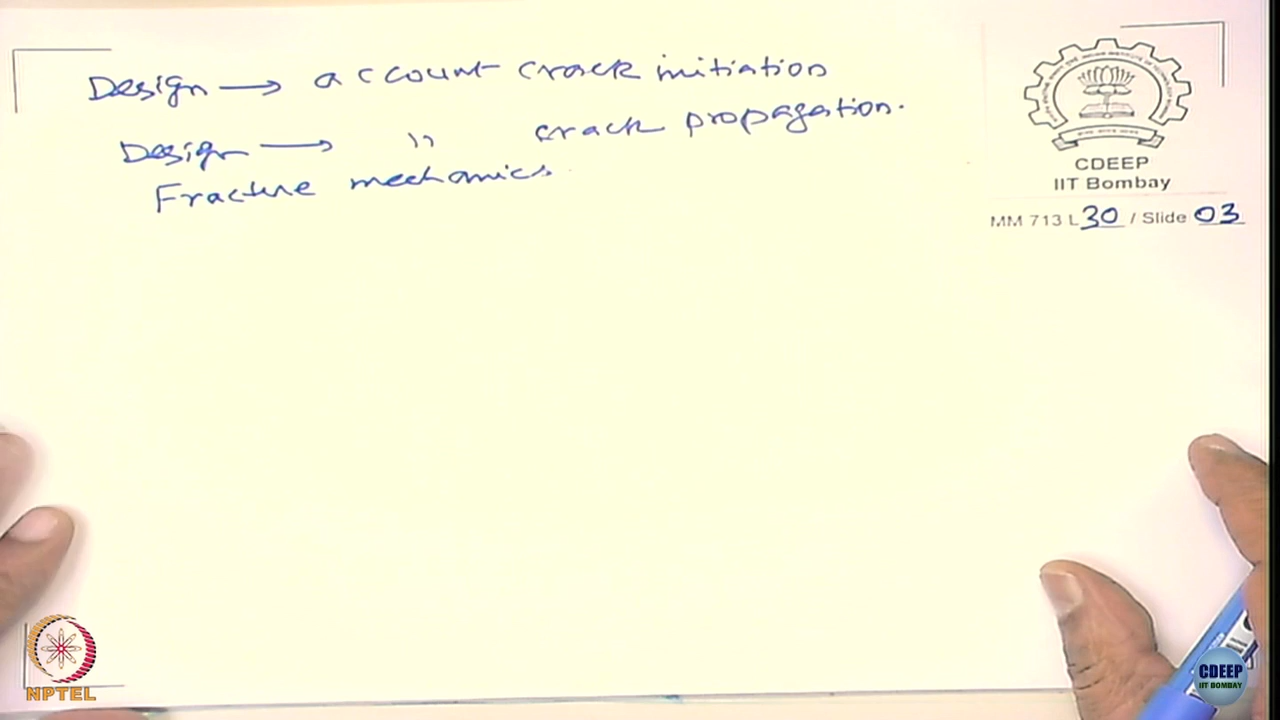 Design → account crack initiation
Design → " crack propagation.
Fracture mechanics
CDEEP
IIT Bombay
MM 713 L 30 / Slide 03
NPTEL
CDEEP
IIT BOMBAY